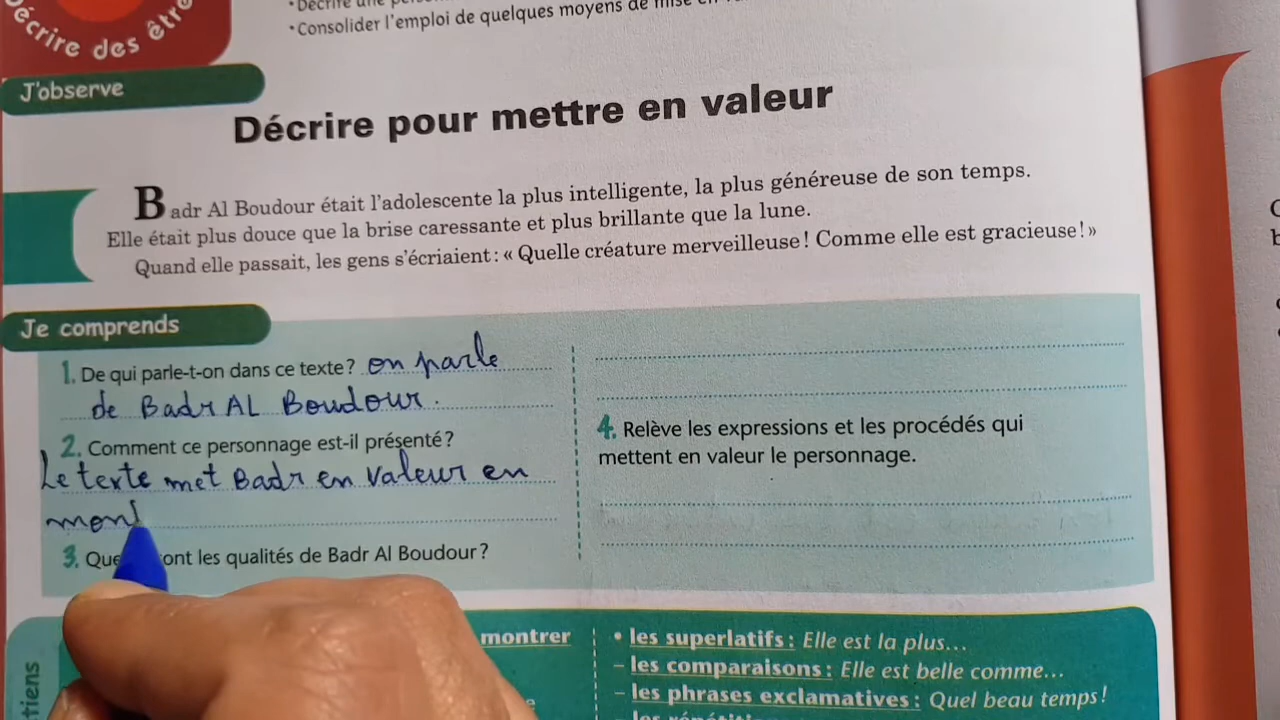 écrire des être
•Décrire une
•Consolider l'emploi de quelques moyens de mise en
J'observe
Décrire pour mettre en valeur
Badr Al Boudour était l'adolescente la plus intelligente, la plus généreuse de son temps.
Elle était plus douce que la brise caressante et plus brillante que la lune.
Quand elle passait, les gens s'écriaient : « Quelle créature merveilleuse ! Comme elle est gracieuse ! »
Je comprends
1. De qui parle-t-on dans ce texte ? on parle
de Badr AL Boudour.
2. Comment ce personnage est-il présenté ?
Le texte met Badr en valeur en
mont
3. Que ont les qualités de Badr Al Boudour ?
4. Relève les expressions et les procédés qui
mettent en valeur le personnage.
montrer
• les superlatifs : Elle est la plus...
– les comparaisons : Elle est belle comme...
– les phrases exclamatives : Quel beau temps !
tiens